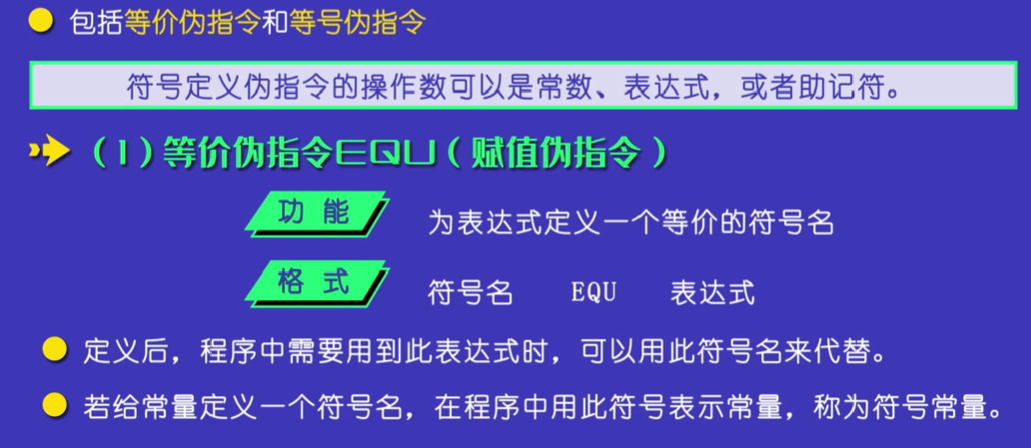 包括等价伪指令和等号伪指令
符号定义伪指令的操作数可以是常数、表达式，或者助记符。
（1）等价伪指令EQU（赋值伪指令）
功 能 为表达式定义一个等价的符号名
格 式 符号名 EQU 表达式
定义后，程序中需要用到此表达式时，可以用此符号名来代替。
若给常量定义一个符号名，在程序中用此符号表示常量，称为符号常量。